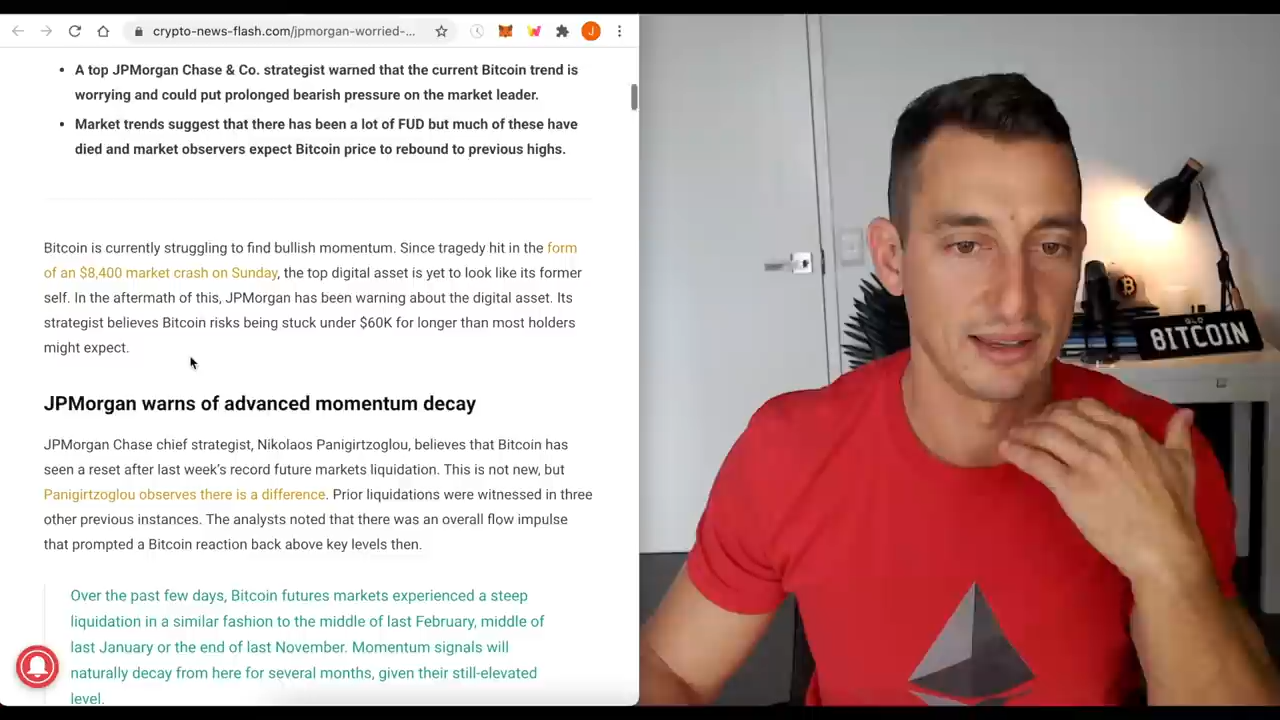 crypto-news-flash.com/jpmorgan-worried-...
J
A top JPMorgan Chase & Co. strategist warned that the current Bitcoin trend is
worrying and could put prolonged bearish pressure on the market leader.
Market trends suggest that there has been a lot of FUD but much of these have
died and market observers expect Bitcoin price to rebound to previous highs.
Bitcoin is currently struggling to find bullish momentum. Since tragedy hit in the form
of an $8,400 market crash on Sunday, the top digital asset is yet to look like its former
self. In the aftermath of this, JPMorgan has been warning about the digital asset. Its
strategist believes Bitcoin risks being stuck under $60K for longer than most holders
might expect.
JPMorgan warns of advanced momentum decay
JPMorgan Chase chief strategist, Nikolaos Panigirtzoglou, believes that Bitcoin has
seen a reset after last week's record future markets liquidation. This is not new, but
Panigirtzoglou observes there is a difference. Prior liquidations were witnessed in three
other previous instances. The analysts noted that there was an overall flow impulse
that prompted a Bitcoin reaction back above key levels then.
Over the past few days, Bitcoin futures markets experienced a steep
liquidation in a similar fashion to the middle of last February, middle of
last January or the end of last November. Momentum signals will
naturally decay from here for several months, given their still-elevated
level.
8ITCOIN